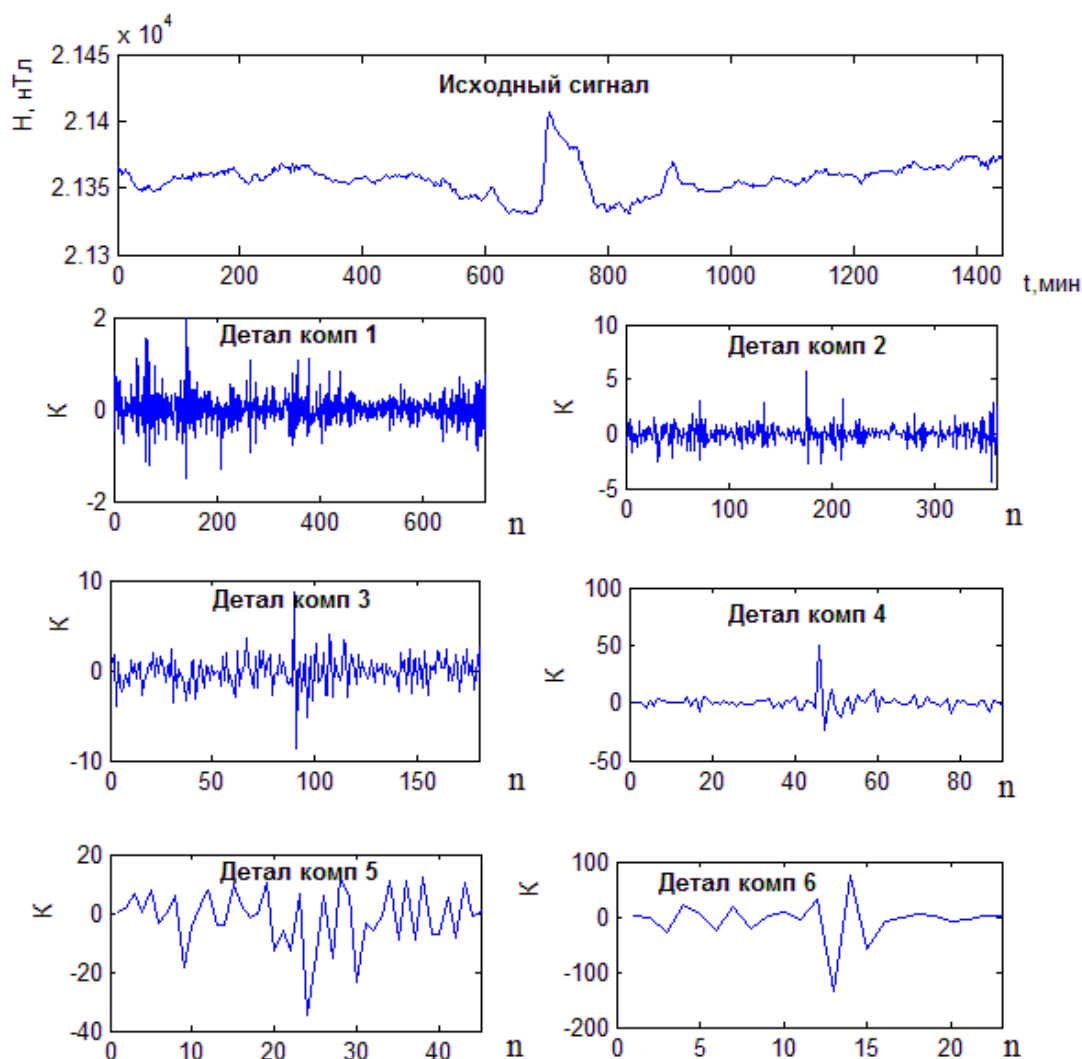 x 10⁴
2.145
2.14
2.135
2.13
Н, нТл
Исходный сигнал
0 200 400 600 800 1000 1200 1400
t,мин
Детал комп 1
К
2
0
-2
0 200 400 600
n
Детал комп 2
К
10
5
0
-5
0 100 200 300
n
Детал комп 3
К
10
0
-10
0 50 100 150
n
Детал комп 4
К
100
50
0
-50
0 20 40 60 80
n
Детал комп 5
К
20
0
-20
-40
0 10 20 30 40
n
Детал комп 6
К
100
0
-100
-200
0 5 10 15 20
n